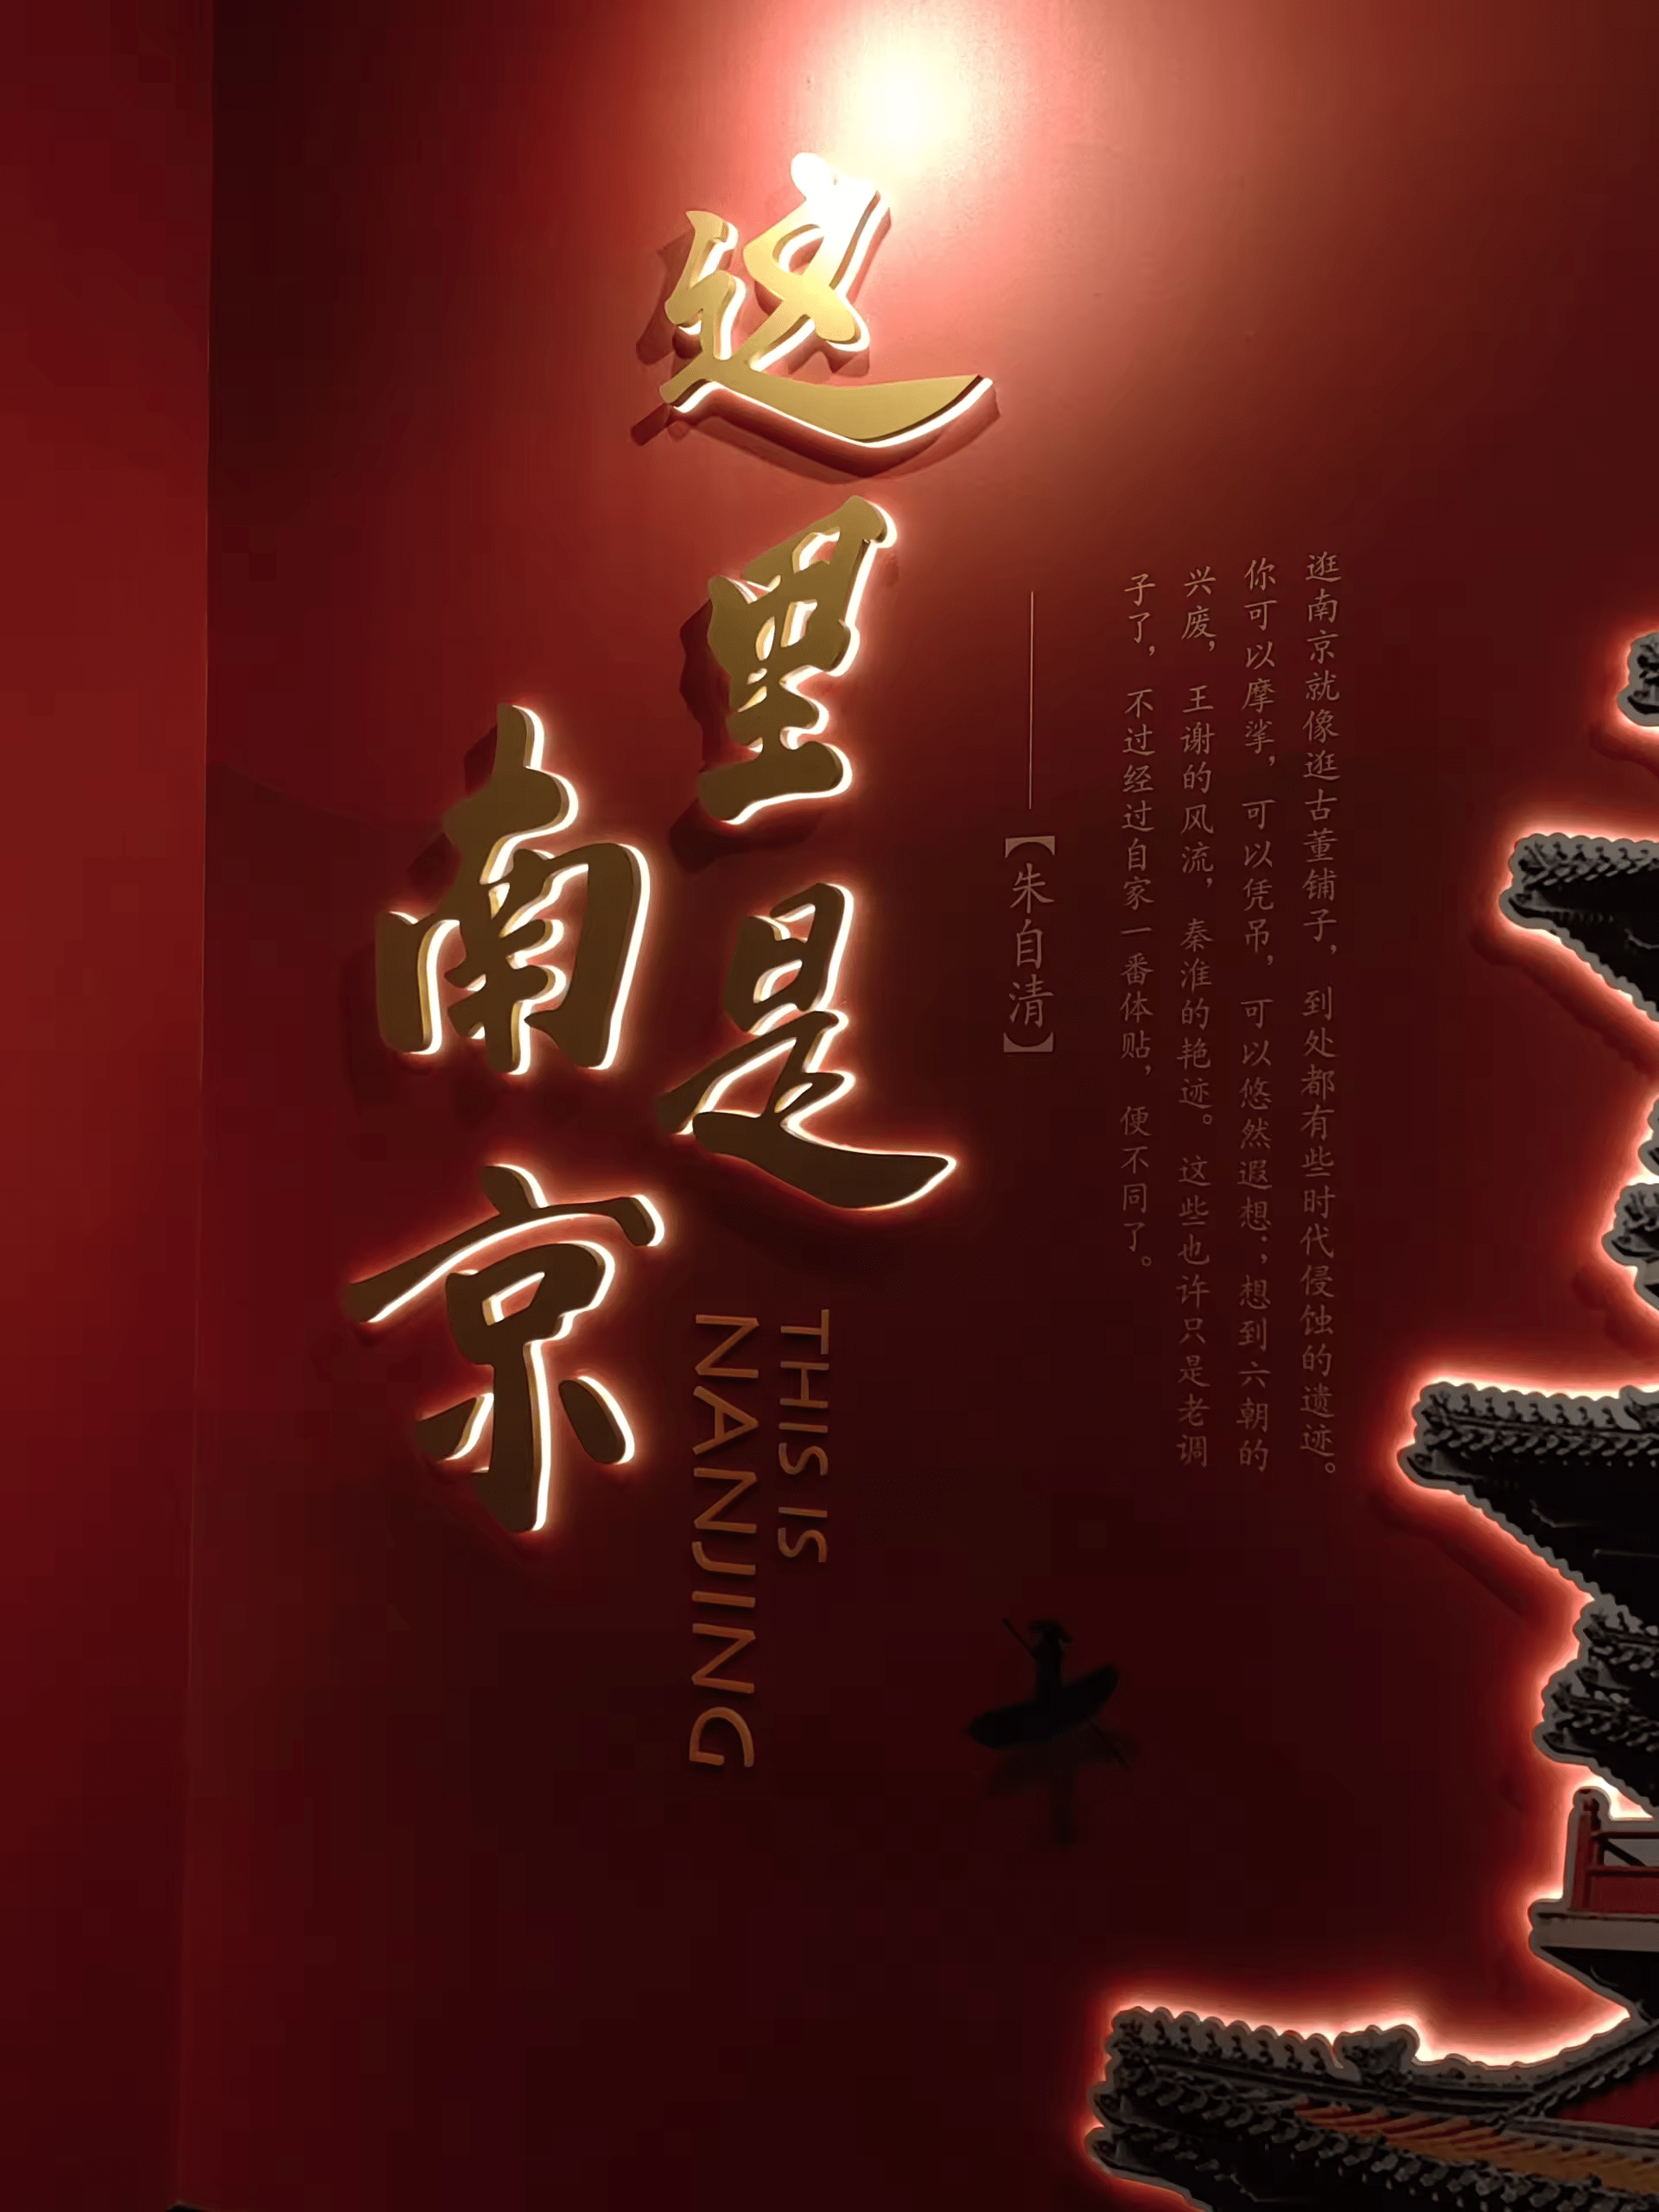 这里是
南京
THIS IS
NANJING
逛南京就像逛古董铺子，到处都有些时代侵蚀的遗迹。
你可以摩挲，可以凭吊，可以悠然遐想；想到六朝的
兴废，王谢的风流，秦淮的艳迹。这些也许只是老调
子了，不过经过自家一番体贴，便不同了。
——【朱自清】